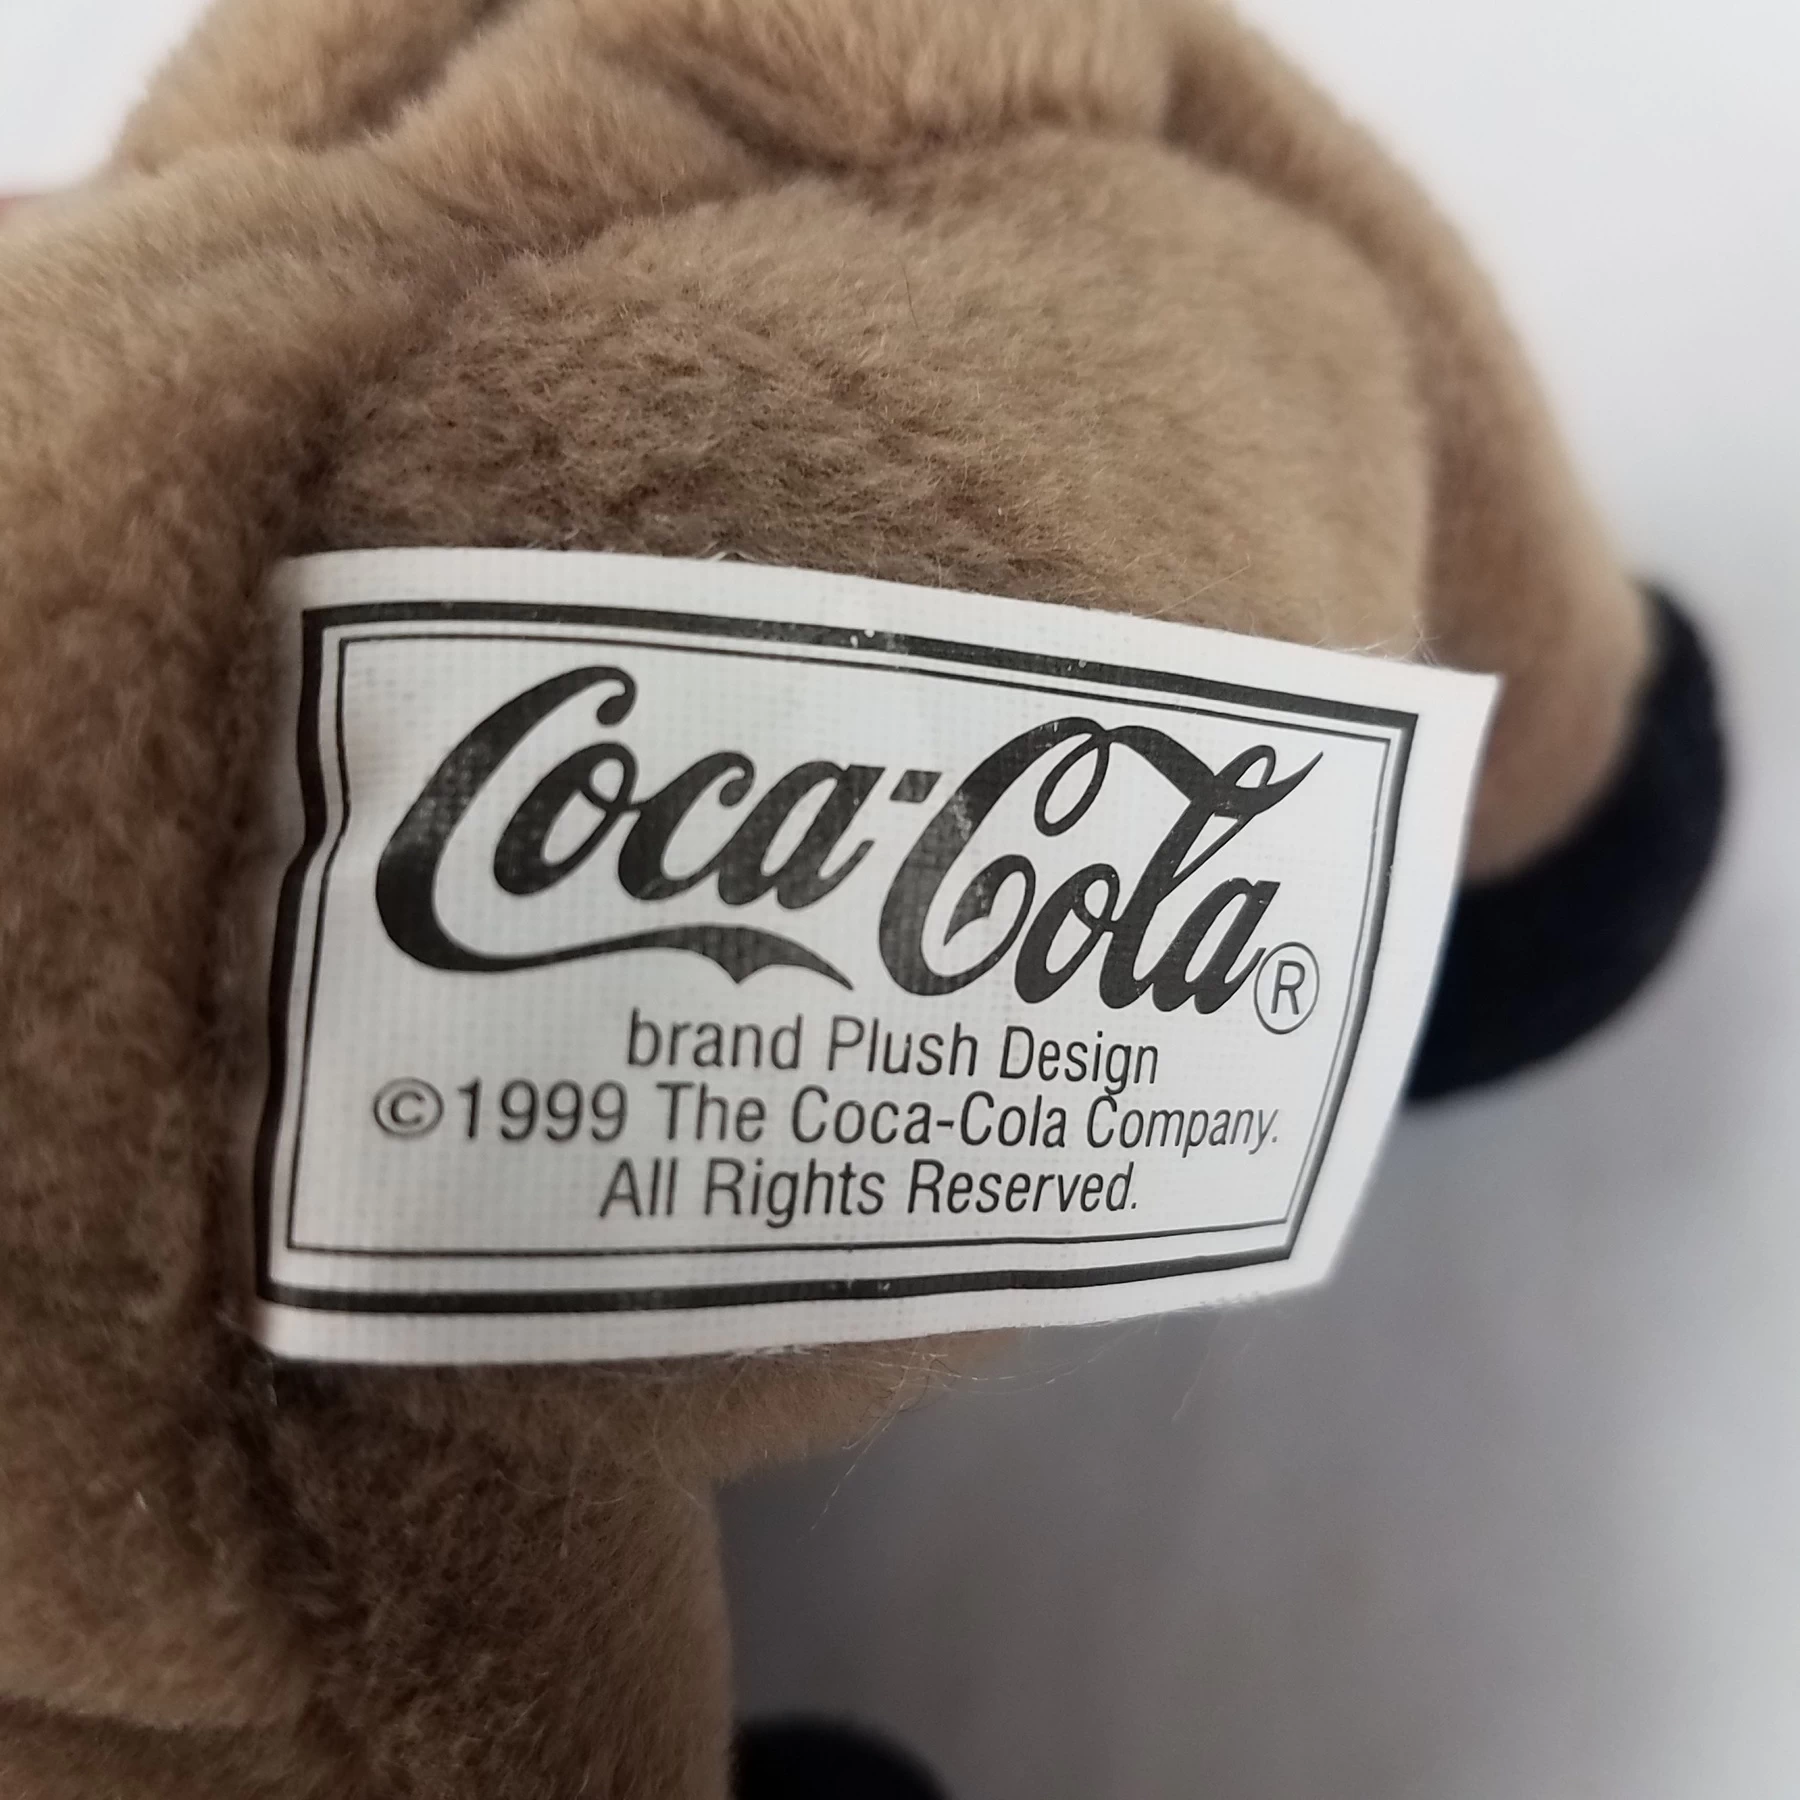 Coca-Cola®
brand Plush Design
©1999 The Coca-Cola Company.
All Rights Reserved.